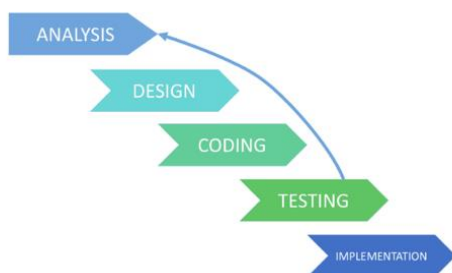 ANALYSIS
DESIGN
CODING
TESTING
IMPLEMENTATION